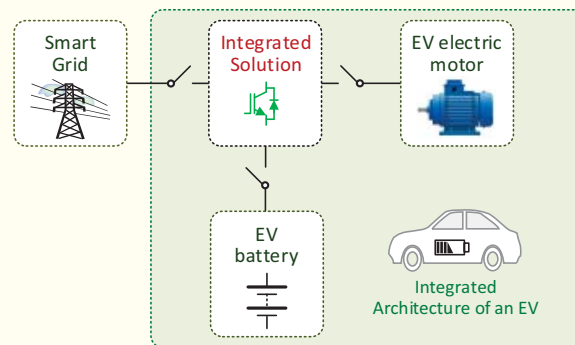 Smart
Grid
Integrated
Solution
EV electric
motor
EV
battery
Integrated
Architecture of an EV